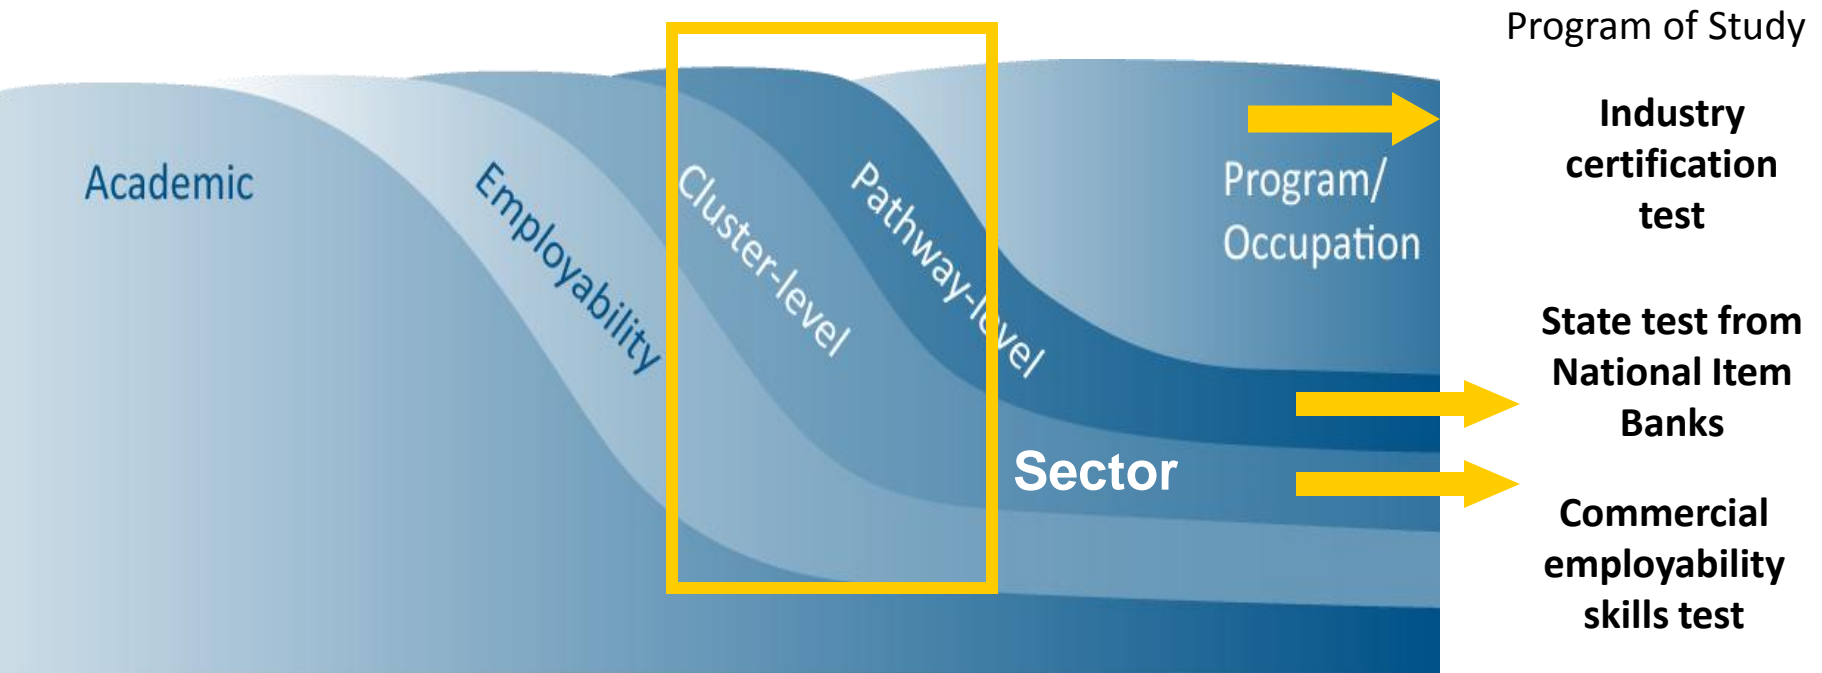 Program of Study
Academic
Employability
Cluster-level
Pathway-level
Program/
Occupation
Sector
Industry
certification
test
State test from
National Item
Banks
Commercial
employability
skills test